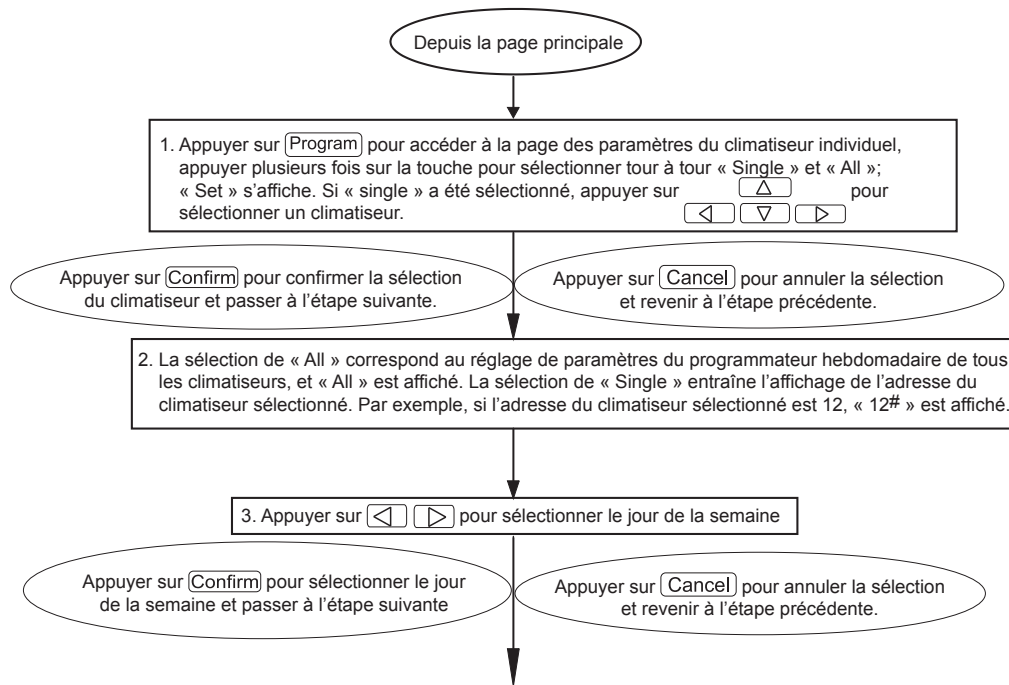 Depuis la page principale
1. Appuyer sur Program pour accéder à la page des paramètres du climatiseur individuel,
appuyer plusieurs fois sur la touche pour sélectionner tour à tour « Single » et « All »;
« Set » s’affiche. Si « single » a été sélectionné, appuyer sur △ pour
sélectionner un climatiseur. ◁ ▽ ▷
Appuyer sur Confirm pour confirmer la sélection
du climatiseur et passer à l’étape suivante.
Appuyer sur Cancel pour annuler la sélection
et revenir à l’étape précédente.
2. La sélection de « All » correspond au réglage de paramètres du programmateur hebdomadaire de tous
les climatiseurs, et « All » est affiché. La sélection de « Single » entraîne l’affichage de l’adresse du
climatiseur sélectionné. Par exemple, si l’adresse du climatiseur sélectionné est 12, « 12# » est affiché.
3. Appuyer sur ◁ ▷ pour sélectionner le jour de la semaine
Appuyer sur Confirm pour sélectionner le jour
de la semaine et passer à l’étape suivante
Appuyer sur Cancel pour annuler la sélection
et revenir à l’étape précédente.